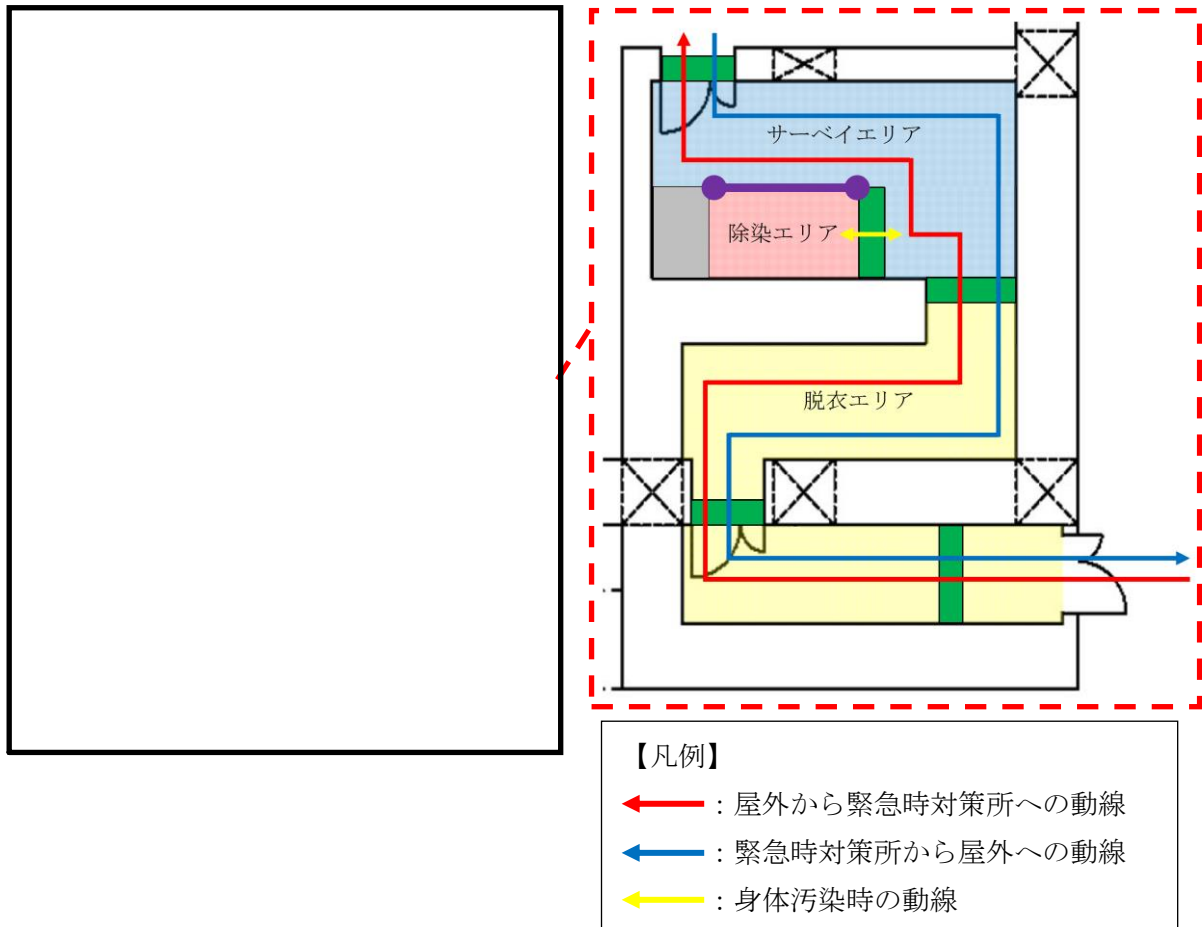 サーベイエリア
除染エリア
脱衣エリア
【凡例】
：屋外から緊急時対策所への動線
：緊急時対策所から屋外への動線
：身体汚染時の動線